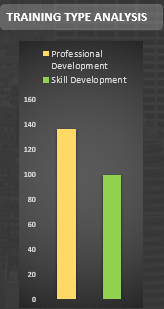 TRAINING TYPE ANALYSIS
Professional
Development
Skill Development
160
140
120
100
80
60
40
20
0